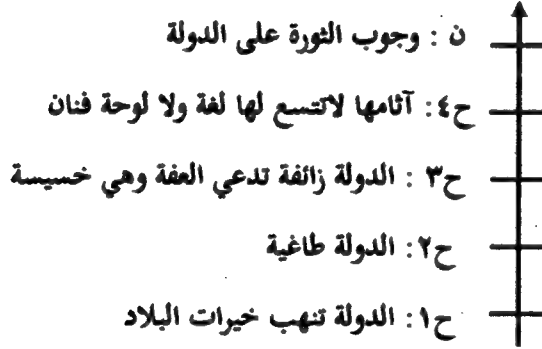 ن : وجوب الثورة على الدولة
ح٤: آثامها لاتتسع لها لغة ولا لوحة فنان
ح٣ : الدولة زائفة تدعي العفة وهي خسيسة
ح٢: الدولة طاغية
ح١: الدولة تنهب خيرات البلاد